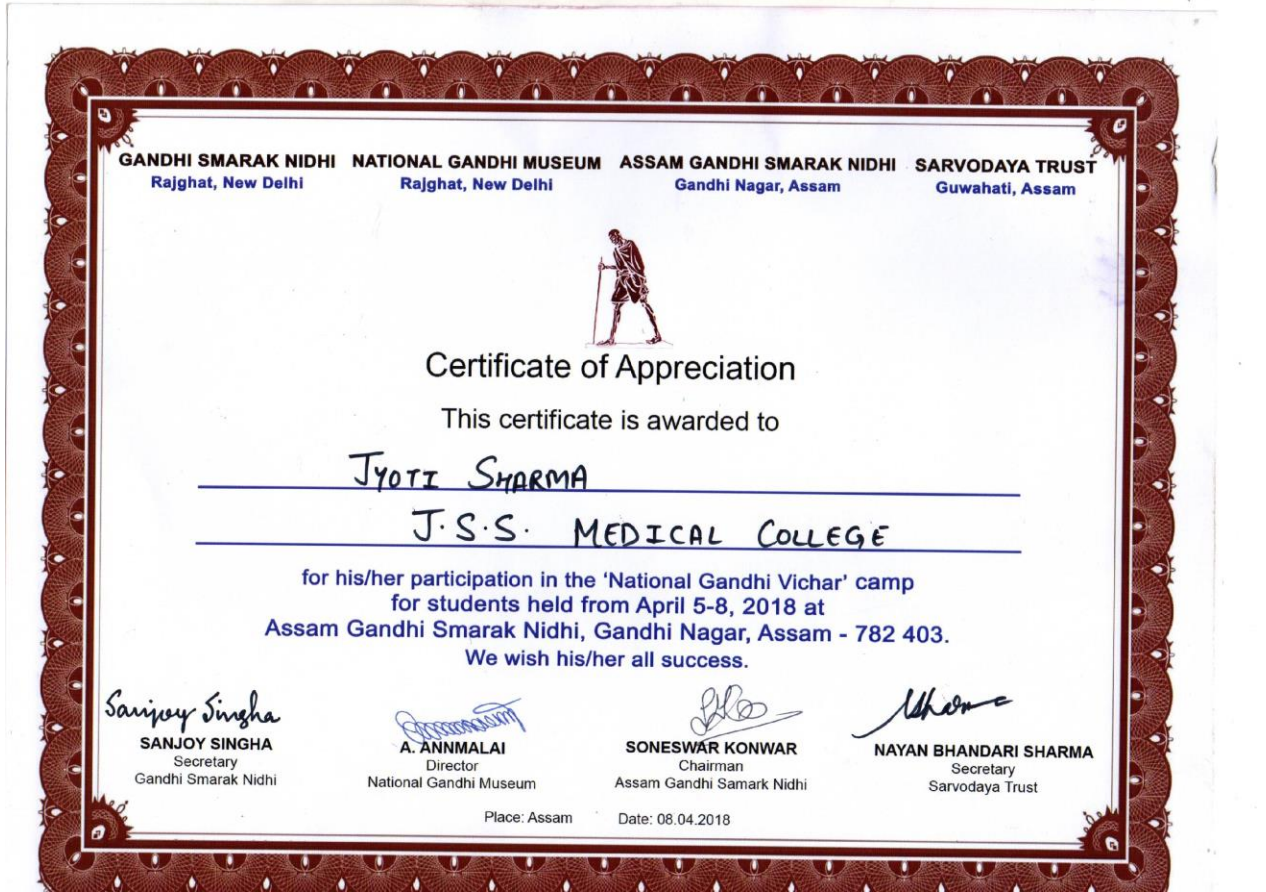 GANDHI SMARAK NIDHI NATIONAL GANDHI MUSEUM ASSAM GANDHI SMARAK NIDHI SARVODAYA TRUST
Rajghat, New Delhi Rajghat, New Delhi Gandhi Nagar, Assam Guwahati, Assam
Certificate of Appreciation
This certificate is awarded to
JYOTI SHARMA
J.S.S. MEDICAL COLLEGE
for his/her participation in the ‘National Gandhi Vichar’ camp
for students held from April 5-8, 2018 at
Assam Gandhi Smarak Nidhi, Gandhi Nagar, Assam - 782 403.
We wish his/her all success.
Sanjoy Singha
SANJOY SINGHA A. ANNMALAI SONESWAR KONWAR NAYAN BHANDARI SHARMA
Secretary Director Chairman Secretary
Gandhi Smarak Nidhi National Gandhi Museum Assam Gandhi Samark Nidhi Sarvodaya Trust
Place: Assam Date: 08.04.2018